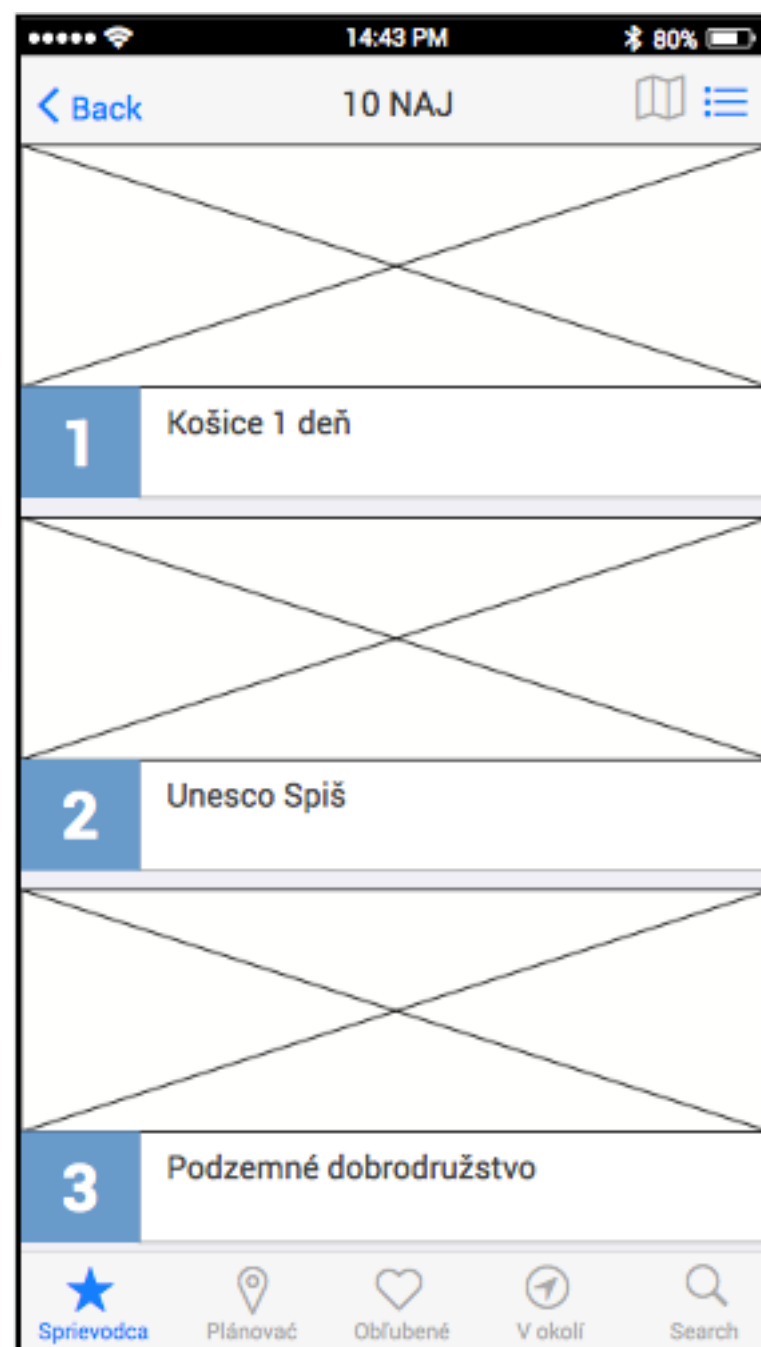 14:43 PM 80%
Back 10 NAJ
1 Košice 1 deň
2 Unesco Spiš
3 Podzemné dobrodružstvo
Sprievodca Plánovač Obľubené V okolí Search